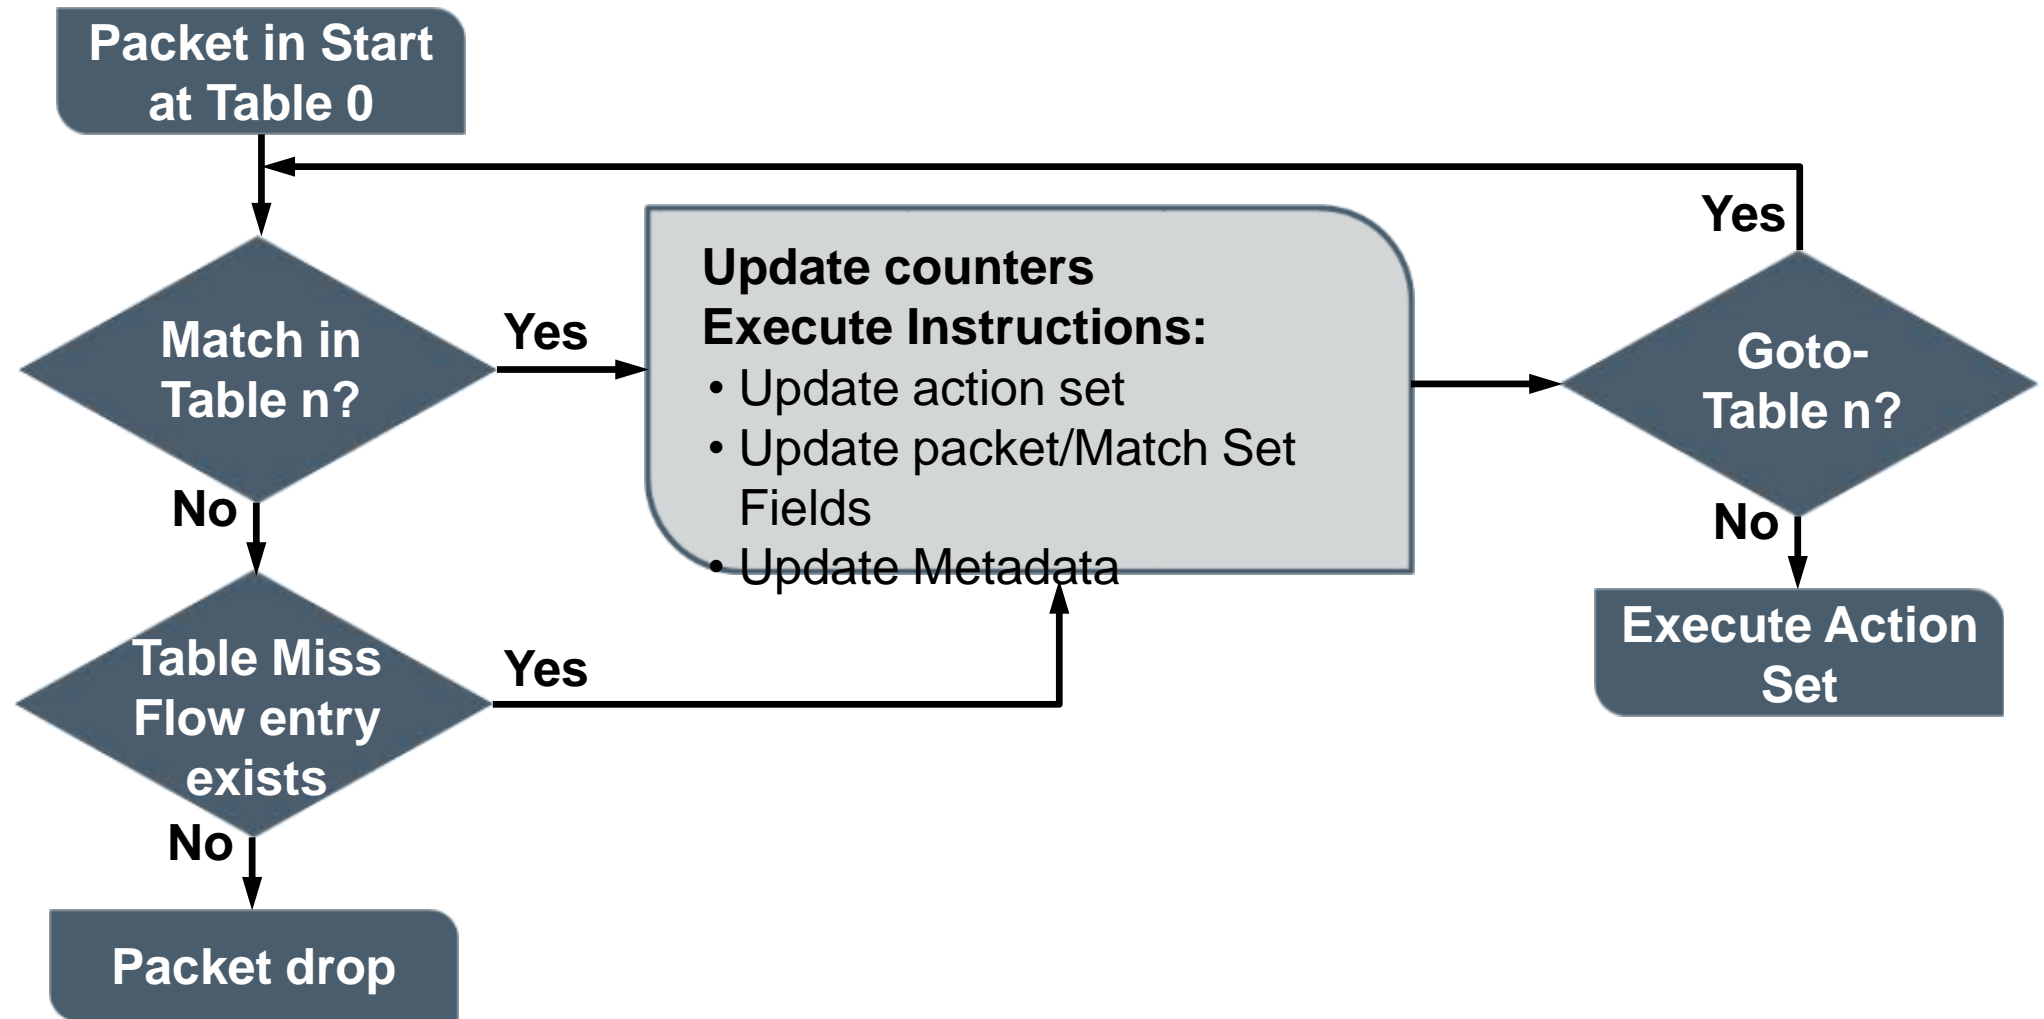 Packet in Start
at Table 0
Yes
Update counters
Execute Instructions:
• Update action set
• Update packet/Match Set
Fields
• Update Metadata
Match in
Table n?
Yes
Goto-
Table n?
No
No
Execute Action
Set
Table Miss
Flow entry
exists
Yes
No
Packet drop